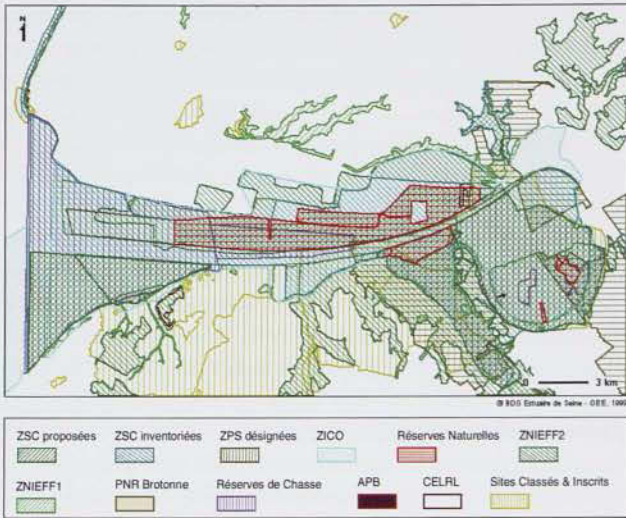 N
0 3 km
© BDG Estuaire de Seine - GEE, 1999
ZSC proposées ZSC inventoriées ZPS désignées ZICO Réserves Naturelles ZNIEFF2
ZNIEFF1 PNR Brotonne Réserves de Chasse APB CELRL Sites Classés & Inscrits